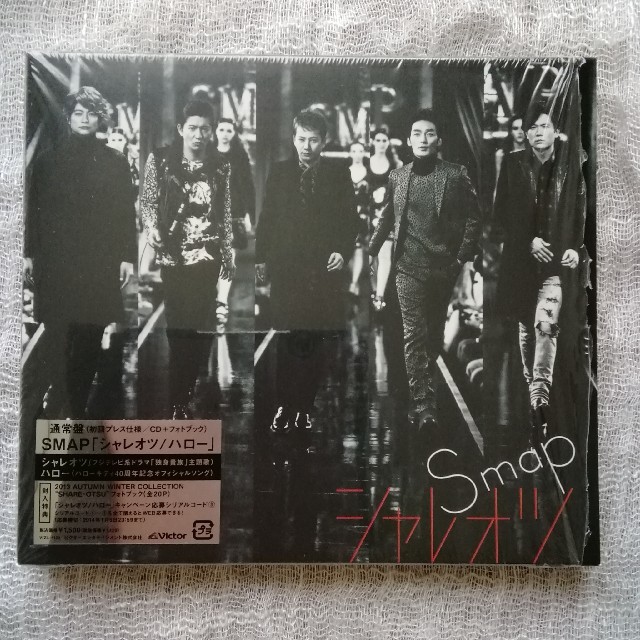 Smap
シャレオツ
通常盤(初回プレス仕様/CD+フォトブック)
SMAP「シャレオツ/ハロー」
シャレオツ(フジテレビ系ドラマ「独身貴族」主題歌)
ハロー(ハローキティ40周年記念オフィシャルソング)
封入特典
2013 AUTUMN/WINTER COLLECTION
"SHARE-OTSU" フォトブック(全20P)
「シャレオツ/ハロー」キャンペーン応募シリアルコード
Victor